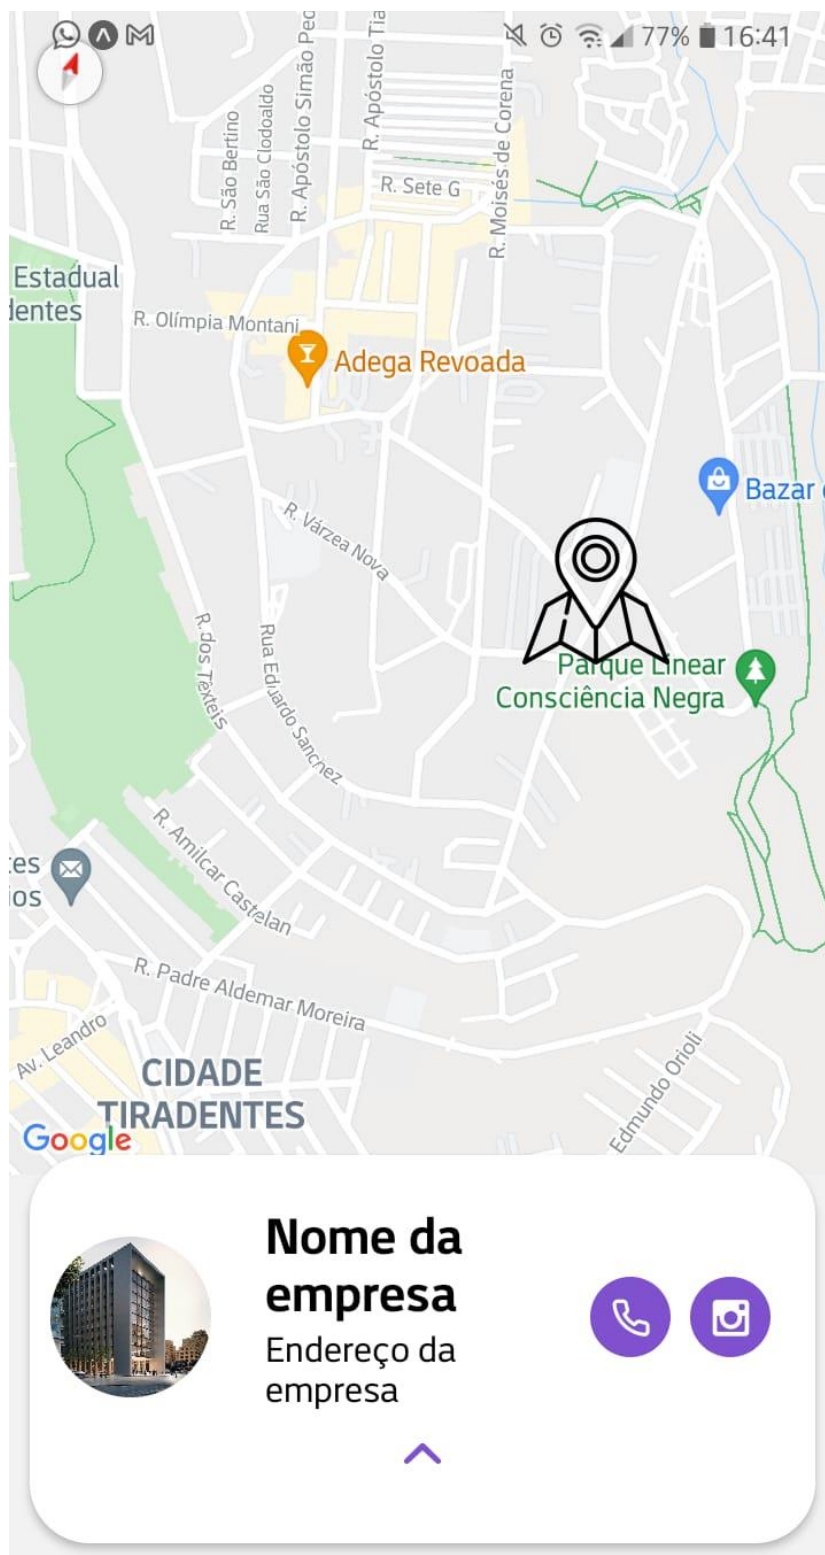 77% 16:41
R. São Bertino
Rua São Clodoaldo
R. Apóstolo Simão Ped
R. Apóstolo Tia
R. Moisés de Corena
R. Sete G
Estadual
dentes
R. Olímpia Montani
Adega Revoada
Bazar
R. Várzea Nova
Parque Linear
Consciência Negra
R. dos Têxteis
Rua Eduardo Sanchez
R. Amilcar Castelan
tes
ios
R. Padre Aldemar Moreira
Av. Leandro
Edmundo Orioli
CIDADE
TIRADENTES
Google
Nome da
empresa
Endereço da
empresa